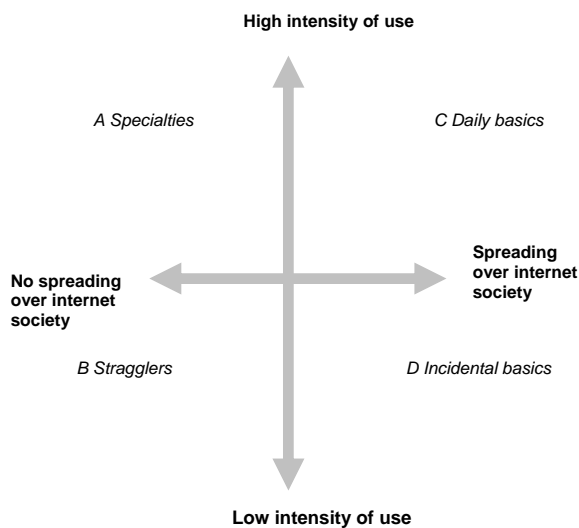 High intensity of use
A Specialties
C Daily basics
No spreading
over internet
society
Spreading
over internet
society
B Stragglers
D Incidental basics
Low intensity of use